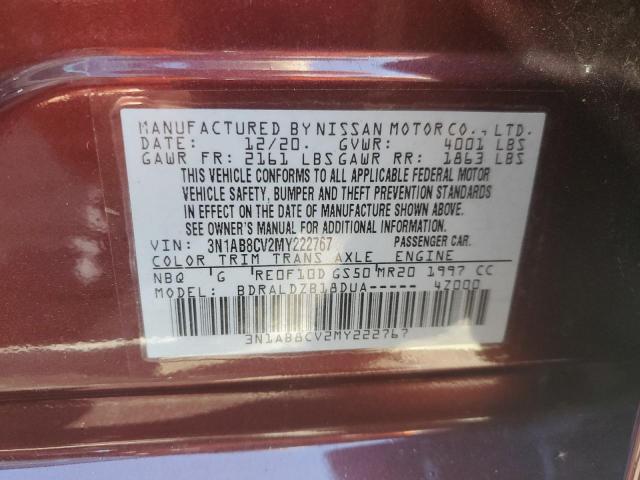 MANUFACTURED BY NISSAN MOTOR CO., LTD.
DATE: 12/20. GVWR: 4001 LBS
GAWR FR: 2161 LBS GAWR RR: 1863 LBS
THIS VEHICLE CONFORMS TO ALL APPLICABLE FEDERAL MOTOR
VEHICLE SAFETY, BUMPER AND THEFT PREVENTION STANDARDS
IN EFFECT ON THE DATE OF MANUFACTURE SHOWN ABOVE.
SEE OWNER'S MANUAL FOR ADDITIONAL INFORMATION.
VIN: 3N1AB8CV2MY222767 PASSENGER CAR.
COLOR TRIM TRANS AXLE ENGINE
NBQ G RE0F10D GS50 MR20 1997 CC
MODEL: BDRALDZB18DUA----- 4Z000
3N1AB8CV2MY222767